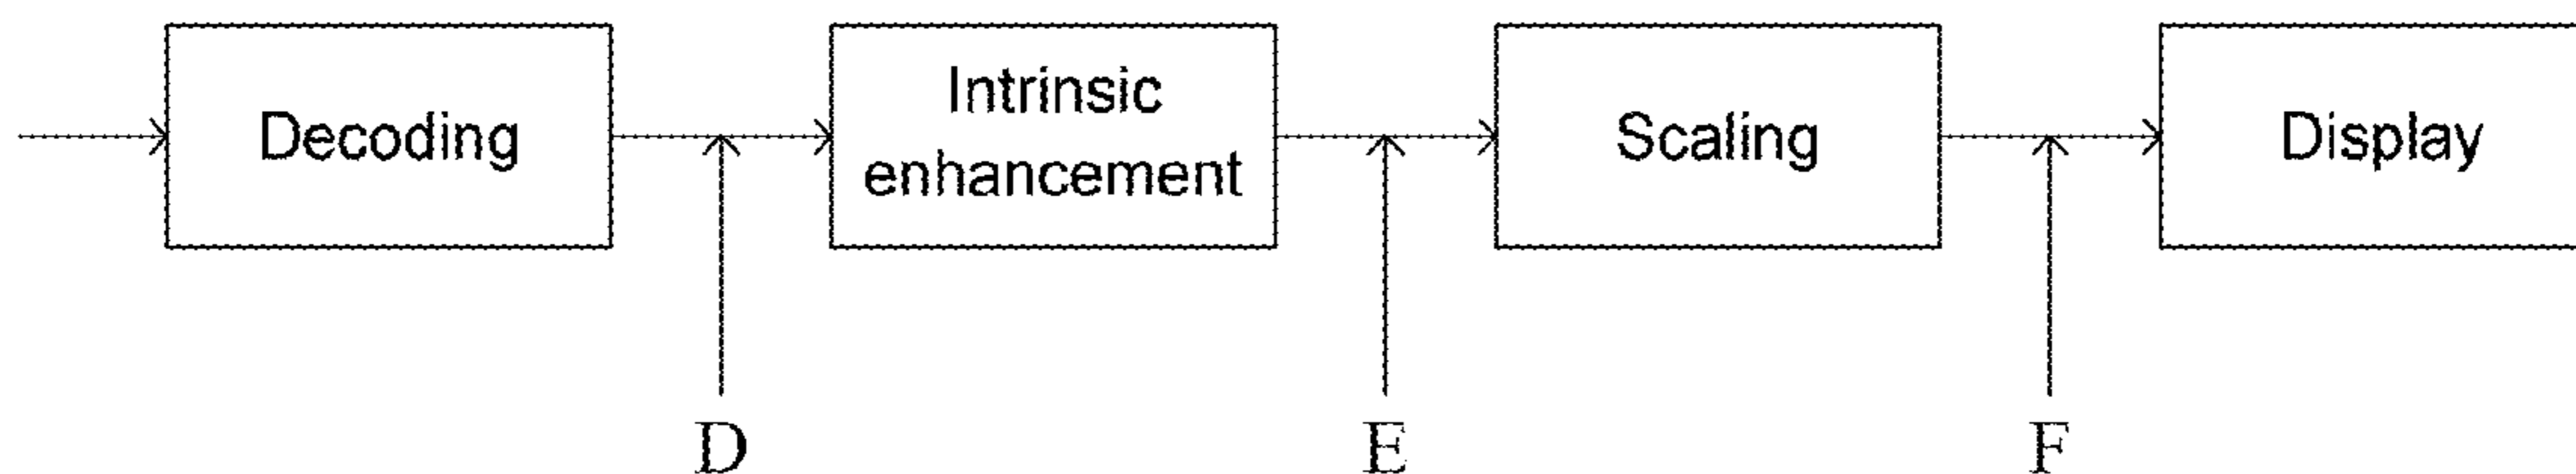 Decoding
Intrinsic
enhancement
Scaling
Display
D
E
F